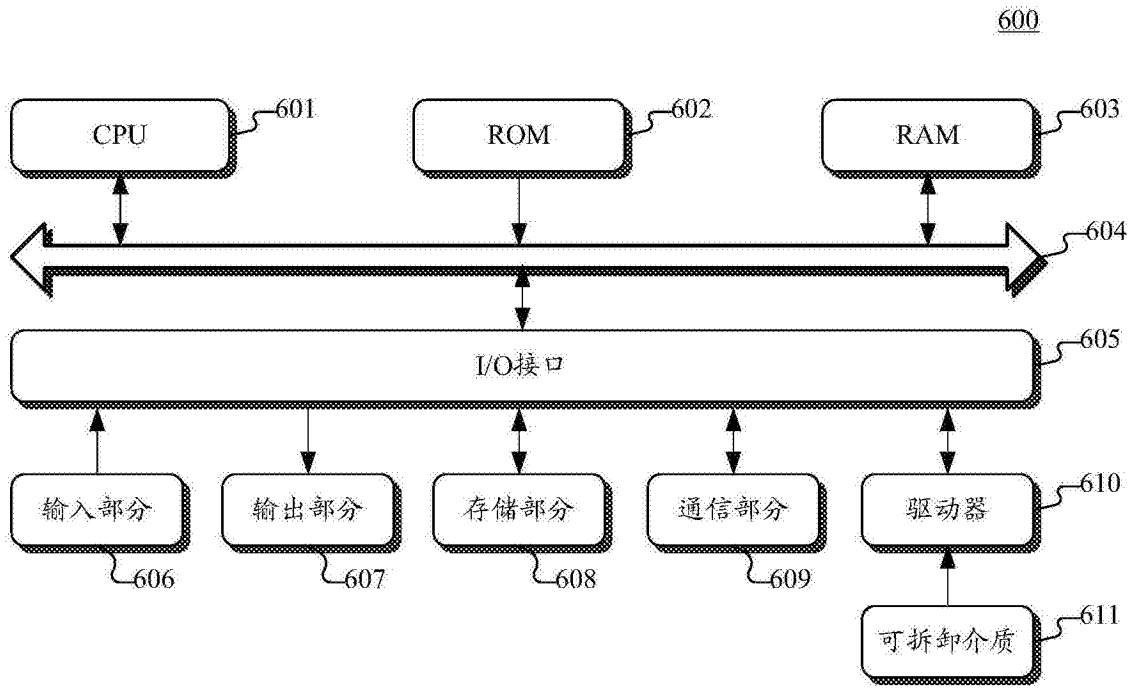 600
CPU
601
ROM
602
RAM
603
604
I/O接口
605
输入部分
606
输出部分
607
存储部分
608
通信部分
609
驱动器
610
可拆卸介质
611